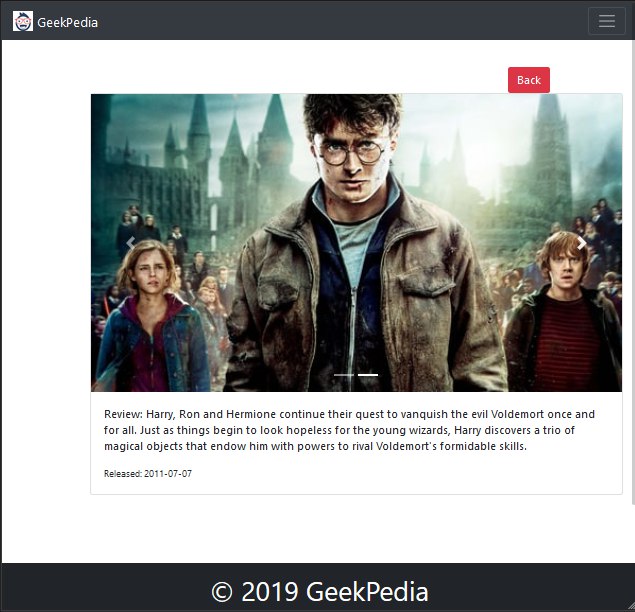 GeekPedia
Back
Review: Harry, Ron and Hermione continue their quest to vanquish the evil Voldemort once and
for all. Just as things begin to look hopeless for the young wizards, Harry discovers a trio of
magical objects that endow him with powers to rival Voldemort's formidable skills.
Released: 2011-07-07
© 2019 GeekPedia